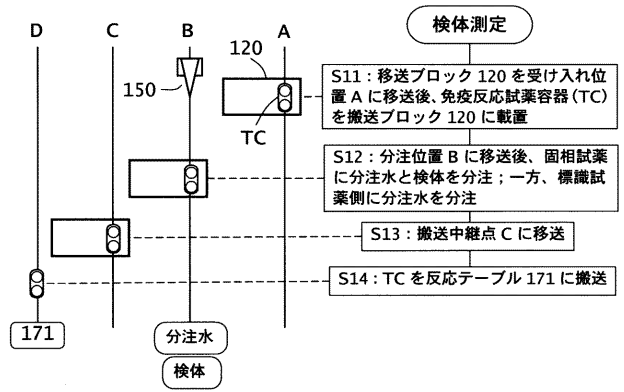 D
C
B
A
検体測定
120
150
TC
S11：移送ブロック 120 を受け入れ位
置 A に移送後、免疫反応試薬容器（TC）
を搬送ブロック 120 に載置
S12：分注位置 B に移送後、固相試薬
に分注水と検体を分注；一方、標識試
薬側に分注水を分注
S13：搬送中継点 C に移送
S14：TC を反応テーブル 171 に搬送
171
分注水
検体